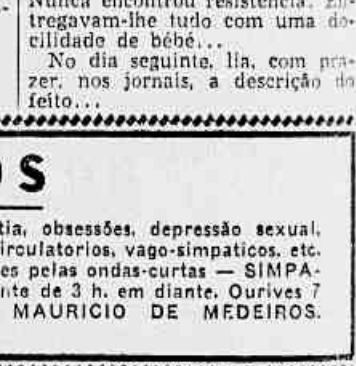 Nunca encontrou resistencia. En-
tregavam-lhe tudo com uma do-
cilidade de bébé...
No dia seguinte, lia, com pra-
zer, nos jornais, a descrição do
feito...
OS
tia, obsessões, depressão sexual.
irculatorios, vago-simpaticos, etc.
es pelas ondas-curtas — SIMPA-
nte de 3 h. em diante. Ourives 7
MAURICIO DE MEDEIROS.